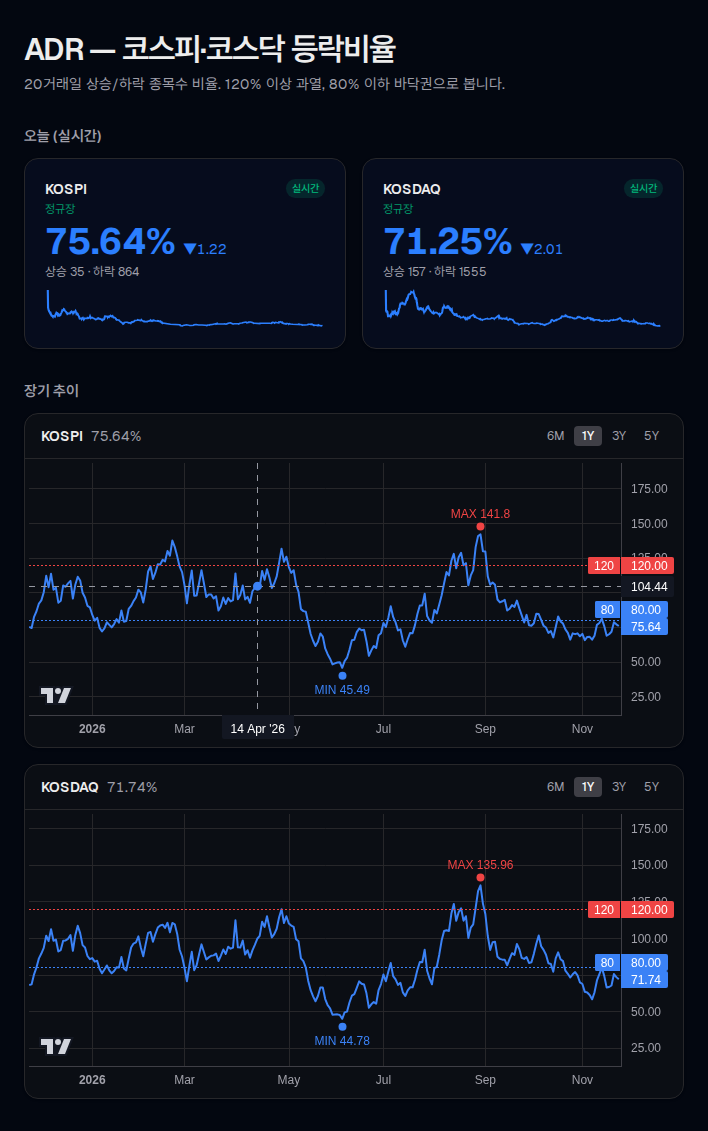 ADR — 코스피·코스닥 등락비율
20거래일 상승/하락 종목수 비율. 120% 이상 과열, 80% 이하 바닥권으로 봅니다.
오늘 (실시간)
KOSPI 실시간
정규장
75.64% ▼1.22
상승 35 · 하락 864
KOSDAQ 실시간
정규장
71.25% ▼2.01
상승 157 · 하락 1555
장기 추이
KOSPI 75.64% 6M 1Y 3Y 5Y
175.00
MAX 141.8
150.00
120 120.00
104.44
80 80.00
75.64
50.00
MIN 45.49
25.00
2026 Mar 14 Apr '26 y Jul Sep Nov
KOSDAQ 71.74% 6M 1Y 3Y 5Y
175.00
MAX 135.96
150.00
120 120.00
100.00
80 80.00
71.74
50.00
MIN 44.78
25.00
2026 Mar May Jul Sep Nov